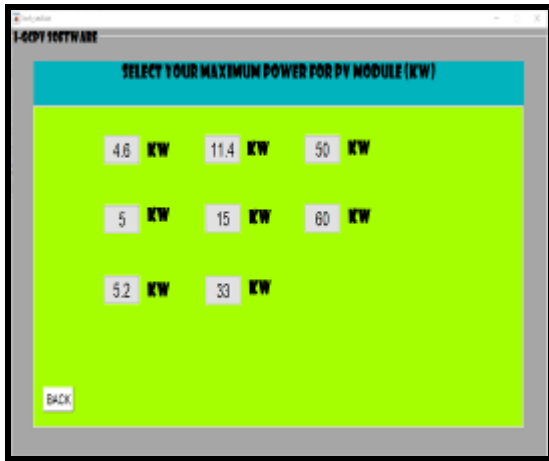 I-GCPV SOFTWARE
SELECT YOUR MAXIMUM POWER FOR PV MODULE (KW)
4.6 KW 11.4 KW 50 KW
5 KW 15 KW 60 KW
5.2 KW 33 KW
BACK